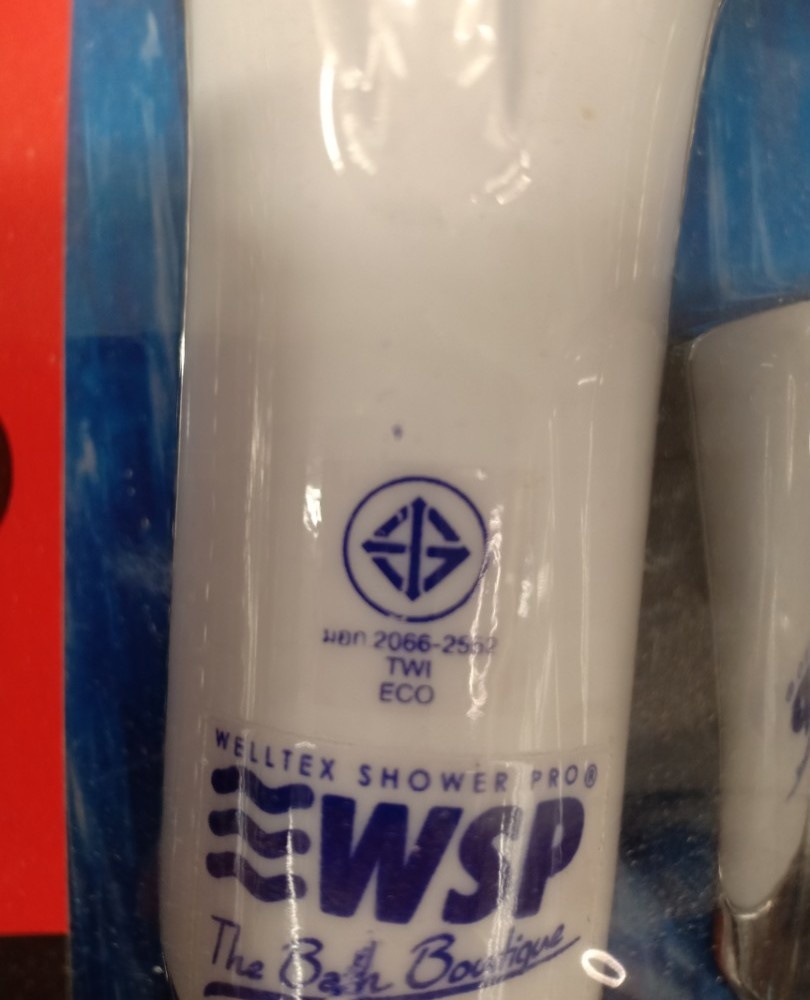 มอก.2066-2552
TWI
ECO
WELLTEX SHOWER PRO®
WSP
The Bath Boutique